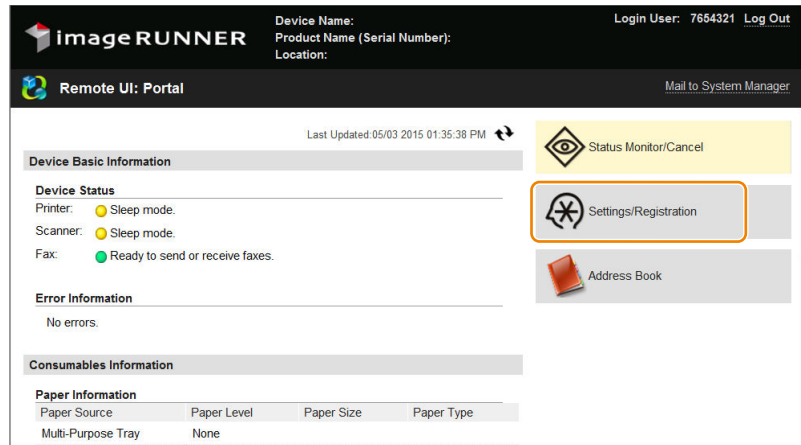 imageRUNNER
Device Name:
Product Name (Serial Number):
Location:
Login User: 7654321 Log Out
Remote UI: Portal
Mail to System Manager
Last Updated:05/03 2015 01:35:38 PM
Device Basic Information
Device Status
Printer: Sleep mode.
Scanner: Sleep mode.
Fax: Ready to send or receive faxes.
Error Information
No errors.
Consumables Information
Paper Information
Paper Source Paper Level Paper Size Paper Type
Multi-Purpose Tray None
Status Monitor/Cancel
Settings/Registration
Address Book